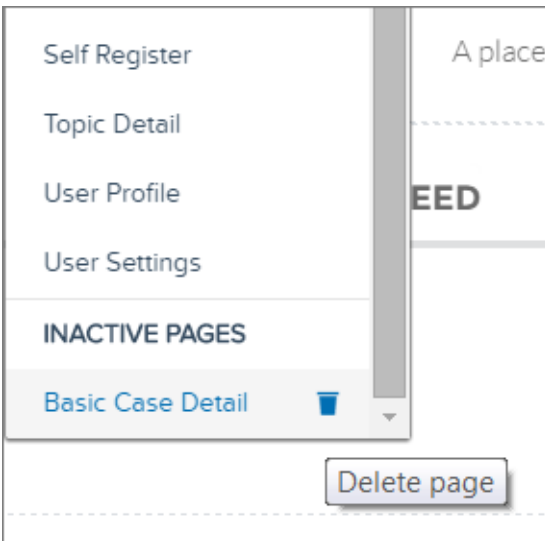 Self Register
A place
Topic Detail
User Profile
EED
User Settings
INACTIVE PAGES
Basic Case Detail
Delete page